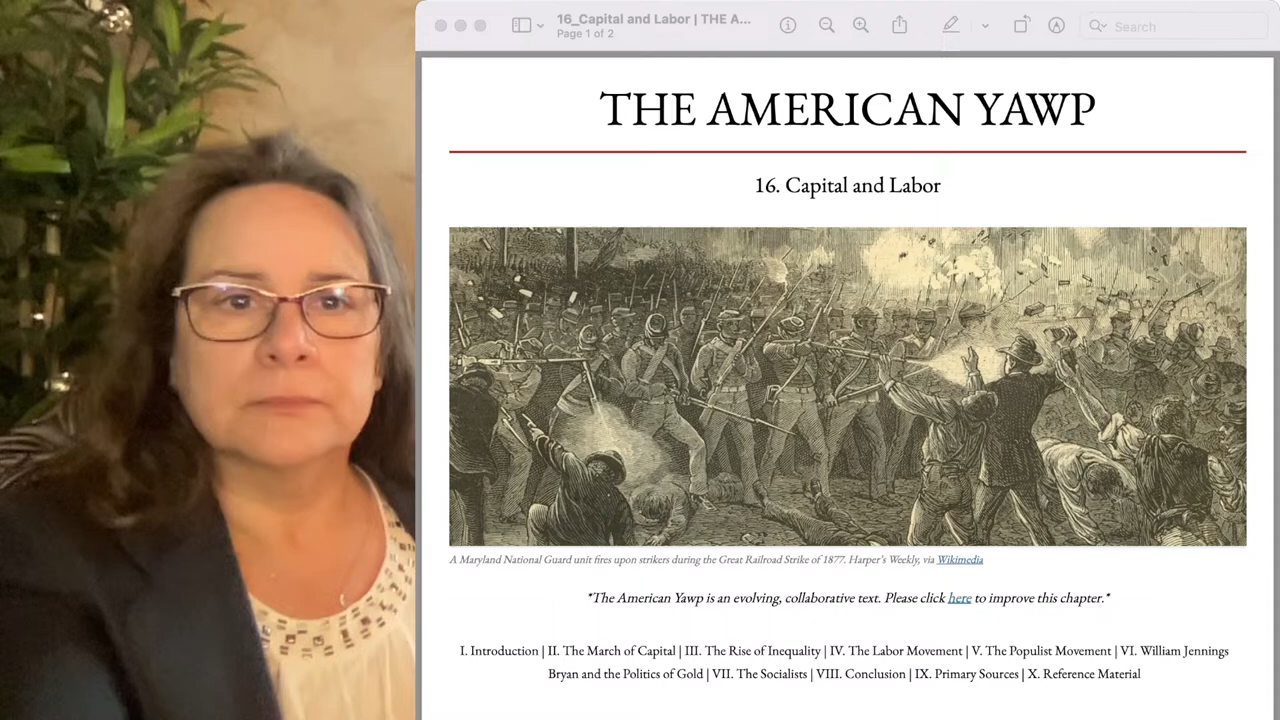 16_Capital and Labor | THE A...
Page 1 of 2
Search
THE AMERICAN YAWP
16. Capital and Labor
A Maryland National Guard unit fires upon strikers during the Great Railroad Strike of 1877. Harper's Weekly, via Wikimedia
*The American Yawp is an evolving, collaborative text. Please click here to improve this chapter.*
I. Introduction | II. The March of Capital | III. The Rise of Inequality | IV. The Labor Movement | V. The Populist Movement | VI. William Jennings
Bryan and the Politics of Gold | VII. The Socialists | VIII. Conclusion | IX. Primary Sources | X. Reference Material